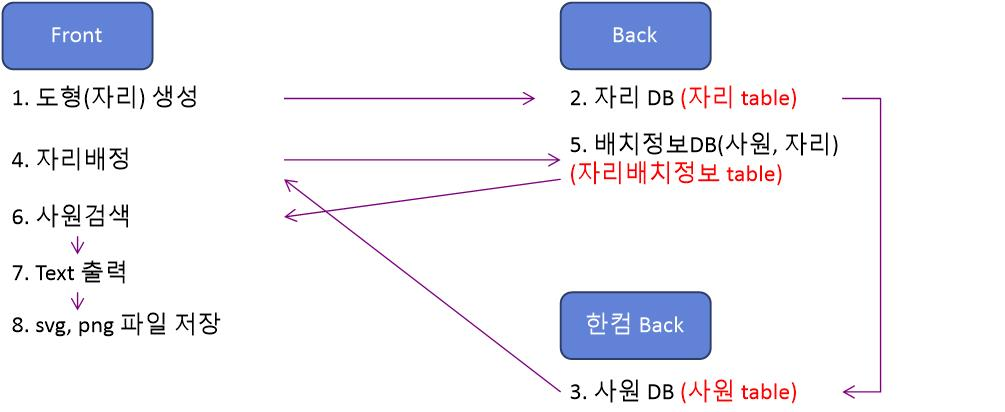 Front
Back
1. 도형(자리) 생성
2. 자리 DB (자리 table)
4. 자리배정
5. 배치정보DB(사원, 자리)
(자리배치정보 table)
6. 사원검색
7. Text 출력
8. svg, png 파일 저장
한컴 Back
3. 사원 DB (사원 table)